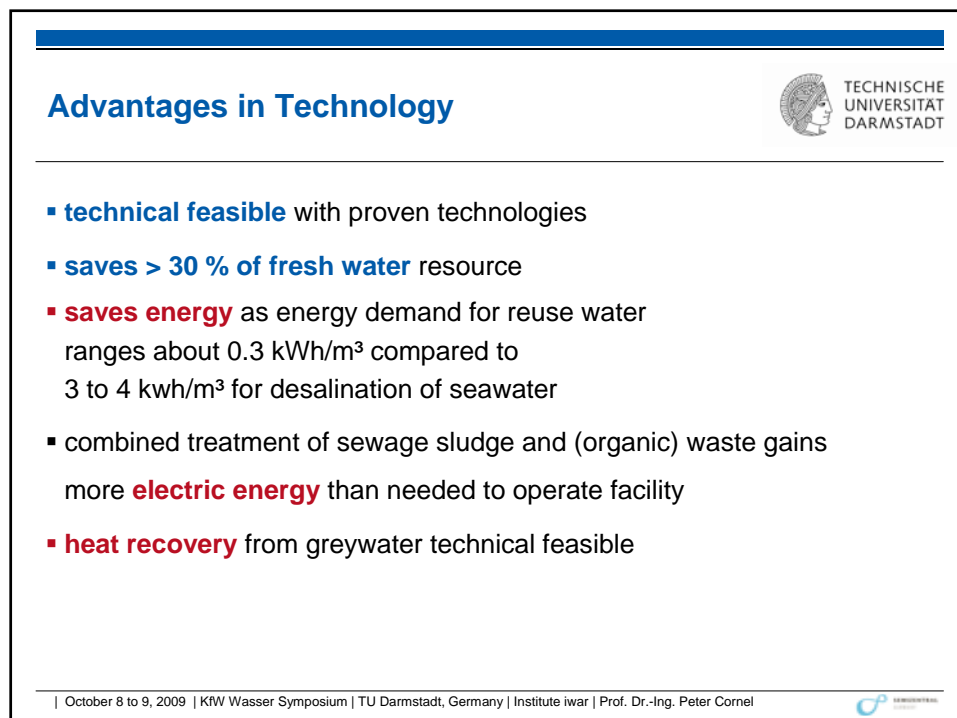 Advantages in Technology
TECHNISCHE
UNIVERSITÄT
DARMSTADT
▪ technical feasible with proven technologies
▪ saves > 30 % of fresh water resource
▪ saves energy as energy demand for reuse water
ranges about 0.3 kWh/m³ compared to
3 to 4 kwh/m³ for desalination of seawater
▪ combined treatment of sewage sludge and (organic) waste gains
more electric energy than needed to operate facility
▪ heat recovery from greywater technical feasible
| October 8 to 9, 2009 | KfW Wasser Symposium | TU Darmstadt, Germany | Institute iwar | Prof. Dr.-Ing. Peter Cornel
SEMIZENTRAL